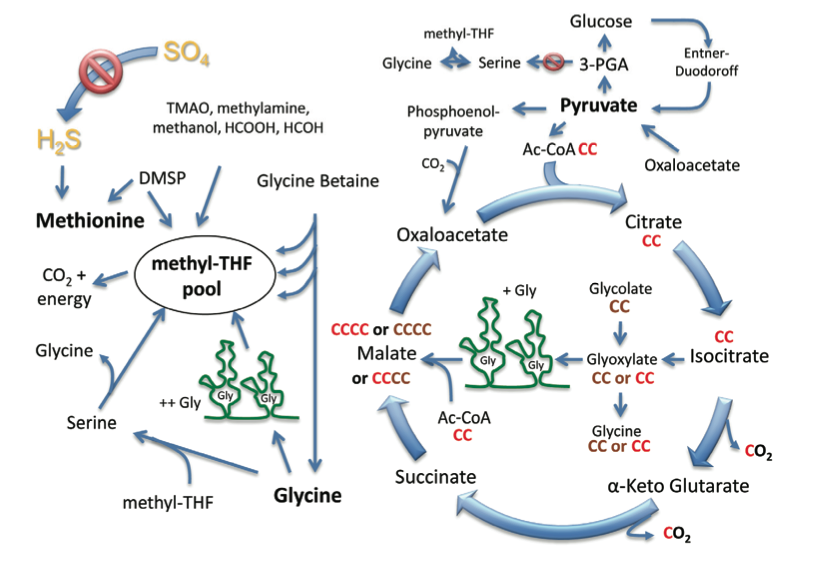 SO4
H2S
TMAO, methylamine,
methanol, HCOOH, HCOH
DMSP
Glycine Betaine
Methionine
methyl-THF
pool
CO2 +
energy
Glycine
Serine
++ Gly
Gly
Gly
methyl-THF
Glycine
Glucose
methyl-THF
Glycine
Serine
3-PGA
Entner-
Duodoroff
Phosphoenol-
pyruvate
Pyruvate
Ac-CoA CC
Oxaloacetate
CO2
Oxaloacetate
Citrate
CC
CC
Isocitrate
Glycolate
CC
Glyoxylate
CC or CC
Glycine
CC or CC
+ Gly
Gly
Gly
CCCC or CCCC
Malate
or CCCC
Ac-CoA
CC
Succinate
α-Keto Glutarate
CO2
CO2